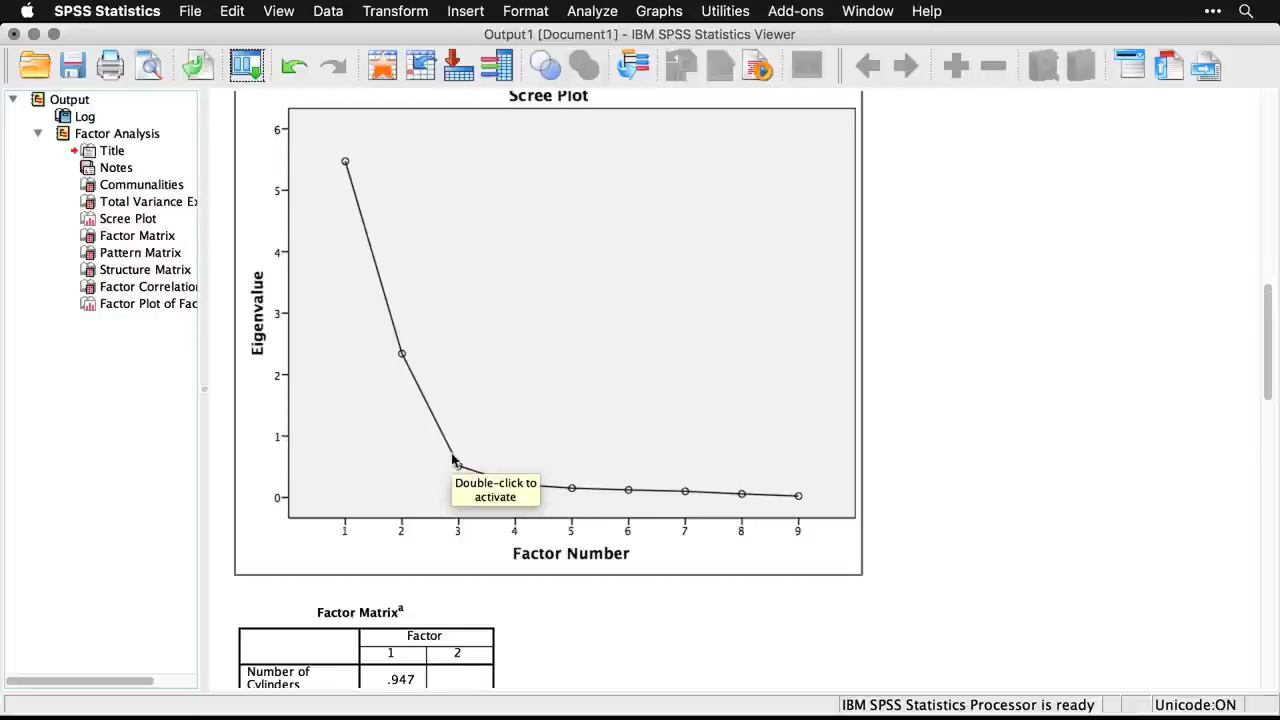 SPSS Statistics File Edit View Data Transform Insert Format Analyze Graphs Utilities Add-ons Window Help
Output1 [Document1] - IBM SPSS Statistics Viewer
Output
Log
Factor Analysis
Title
Notes
Communalities
Total Variance Ex
Scree Plot
Factor Matrix
Pattern Matrix
Structure Matrix
Factor Correlation
Factor Plot of Fac
Scree Plot
Eigenvalue
6
5
4
3
2
1
0
Double-click to
activate
1 2 3 4 5 6 7 8 9
Factor Number
Factor Matrixa
Factor
1 2
Number of
Cylinders
.947
IBM SPSS Statistics Processor is ready
Unicode:ON